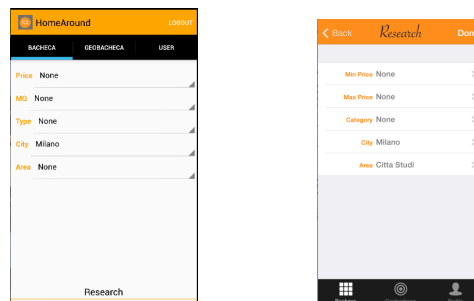 HomeAround LOGOUT
BACHECA GEOBACHECA USER
Price None
MQ None
Type None
City Milano
Area None
Research
Back Research Don
Min Price None
Max Price None
Category None
City Milano
Area Citta Studi